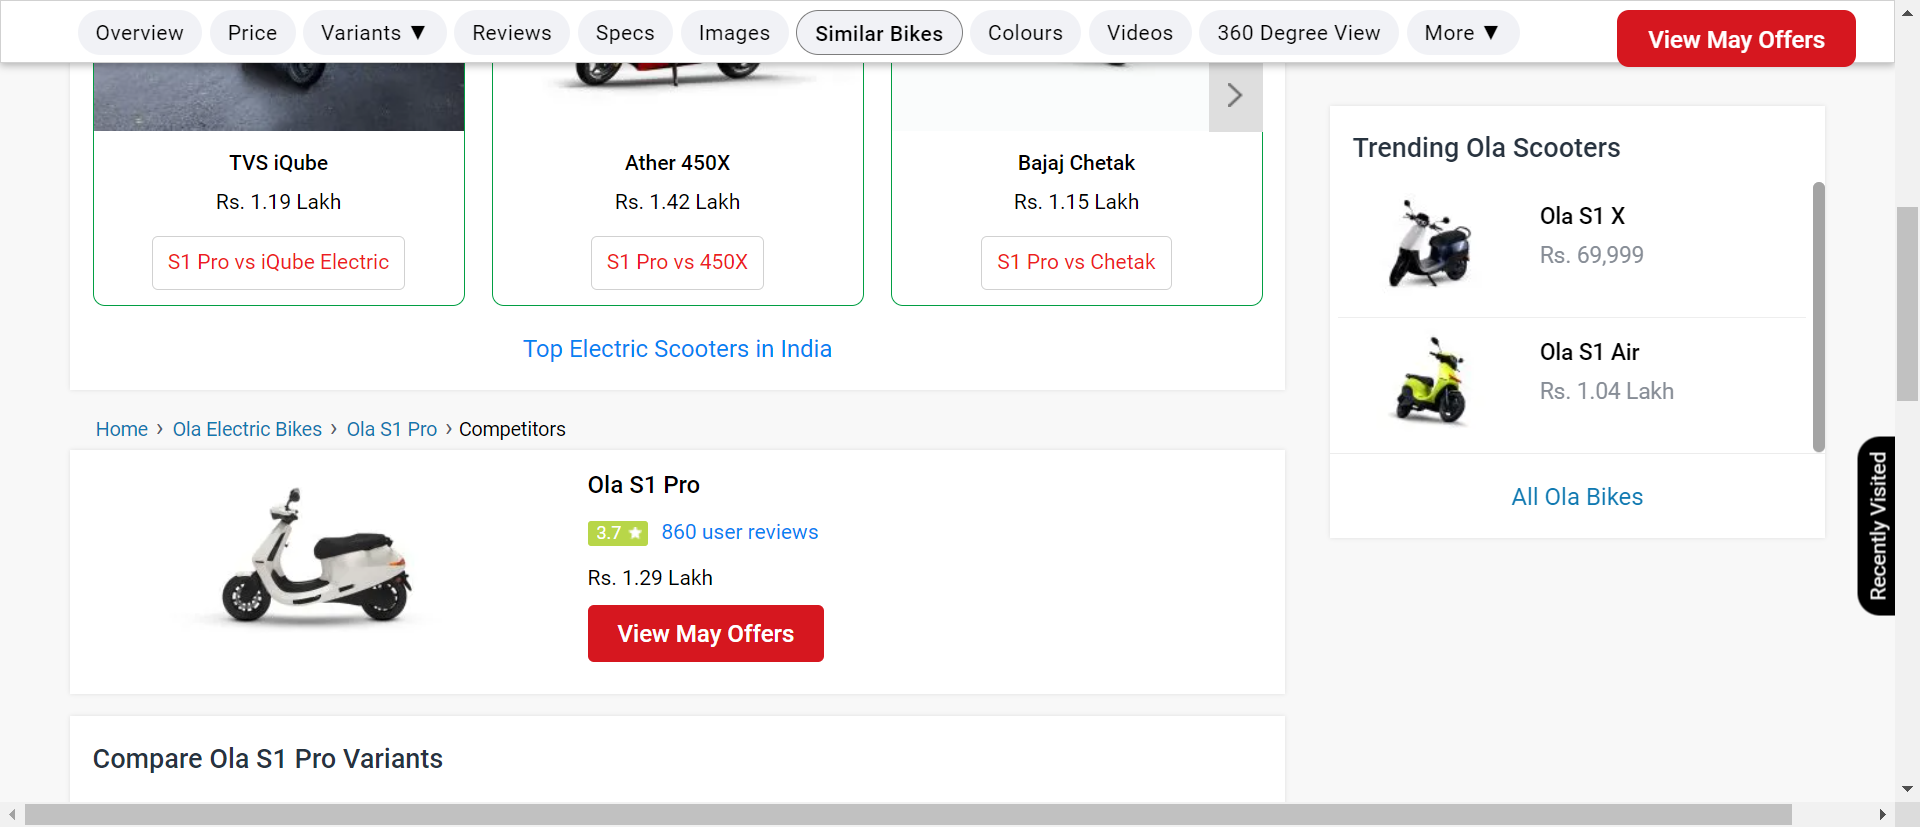 Overview
Price
Variants ▼
Reviews
Specs
Images
Similar Bikes
Colours
Videos
360 Degree View
More ▼
View May Offers
TVS iQube
Rs. 1.19 Lakh
S1 Pro vs iQube Electric
Ather 450X
Rs. 1.42 Lakh
S1 Pro vs 450X
Bajaj Chetak
Rs. 1.15 Lakh
S1 Pro vs Chetak
Top Electric Scooters in India
Home › Ola Electric Bikes › Ola S1 Pro › Competitors
Ola S1 Pro
3.7 ★ 860 user reviews
Rs. 1.29 Lakh
View May Offers
Compare Ola S1 Pro Variants
Trending Ola Scooters
Ola S1 X
Rs. 69,999
Ola S1 Air
Rs. 1.04 Lakh
All Ola Bikes
Recently Visited